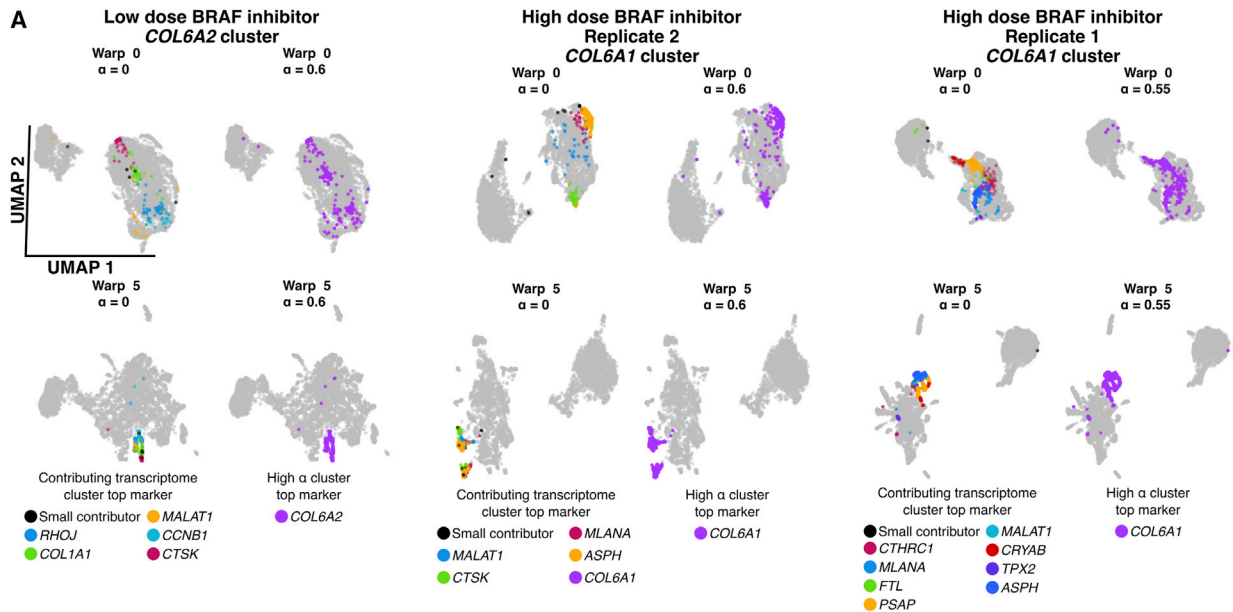 A
Low dose BRAF inhibitor
COL6A2 cluster
Warp 0
α = 0
Warp 0
α = 0.6
UMAP 2
UMAP 1
Warp 5
α = 0
Warp 5
α = 0.6
Contributing transcriptome
cluster top marker
Small contributor
MALAT1
RHOJ
CCNB1
COL1A1
CTSK
High α cluster
top marker
COL6A2
High dose BRAF inhibitor
Replicate 2
COL6A1 cluster
Warp 0
α = 0
Warp 0
α = 0.6
Warp 5
α = 0
Warp 5
α = 0.6
Contributing transcriptome
cluster top marker
Small contributor
MLANA
MALAT1
ASPH
CTSK
COL6A1
High α cluster
top marker
COL6A1
High dose BRAF inhibitor
Replicate 1
COL6A1 cluster
Warp 0
α = 0
Warp 0
α = 0.55
Warp 5
α = 0
Warp 5
α = 0.55
Contributing transcriptome
cluster top marker
Small contributor
MALAT1
CTHRC1
CRYAB
MLANA
TPX2
FTL
ASPH
PSAP
High α cluster
top marker
COL6A1